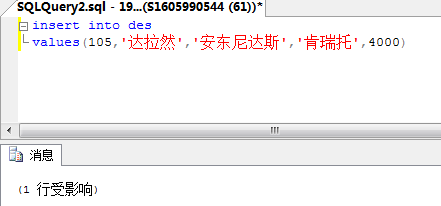 SQLQuery2.sql - 19...(S1605990544 (61))*
insert into des
values(105,'达拉然','安东尼达斯','肯瑞托',4000)
消息
(1 行受影响)